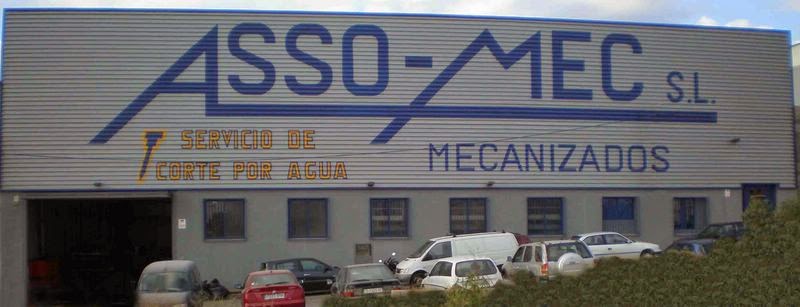 ASSO-MEC S.L.
SERVICIO DE
CORTE POR AGUA
MECANIZADOS